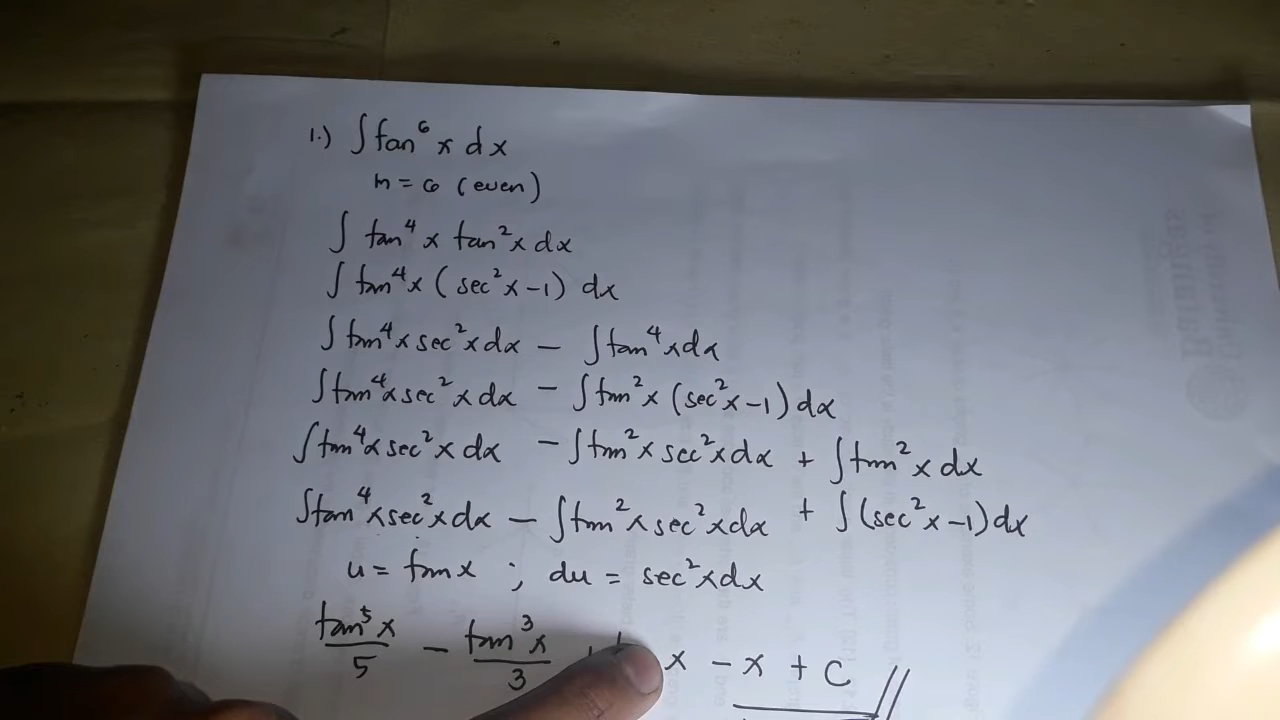 1.) ∫ tan⁶ x dx
n = 6 (even)
∫ tan⁴ x tan² x dx
∫ tan⁴ x (sec² x - 1) dx
∫ tan⁴ x sec² x dx - ∫ tan⁴ x dx
∫ tan⁴ x sec² x dx - ∫ tan² x (sec² x - 1) dx
∫ tan⁴ x sec² x dx - ∫ tan² x sec² x dx + ∫ tan² x dx
∫ tan⁴ x sec² x dx - ∫ tan² x sec² x dx + ∫ (sec² x - 1) dx
u = tan x ; du = sec² x dx
tan⁵ x / 5 - tan³ x / 3 x - x + C //